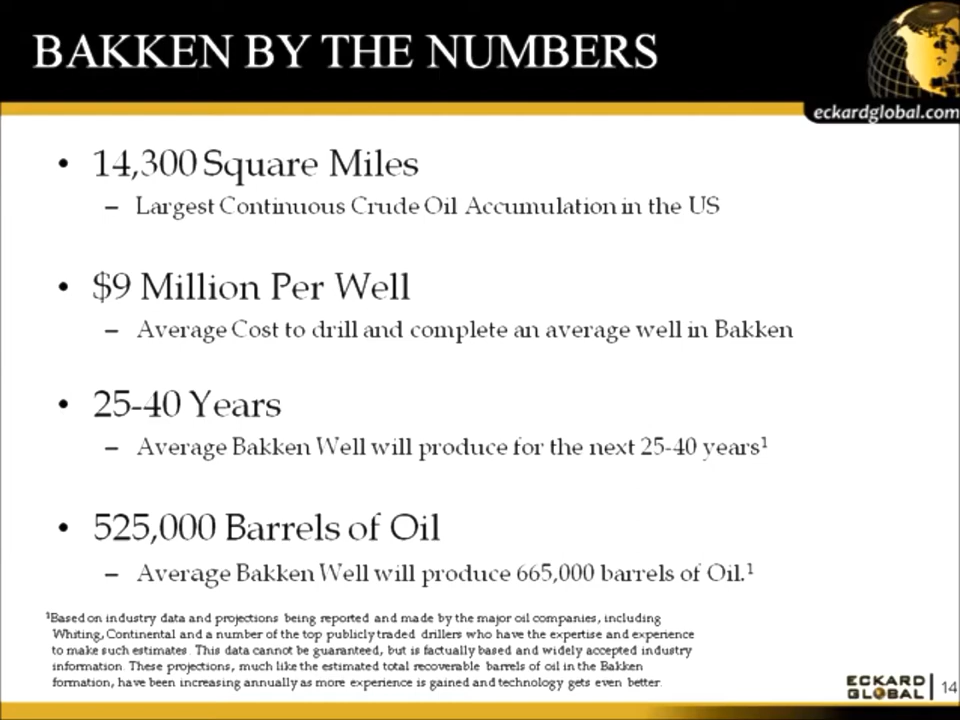 BAKKEN BY THE NUMBERS
eckardglobal.com
• 14,300 Square Miles
– Largest Continuous Crude Oil Accumulation in the US
• $9 Million Per Well
– Average Cost to drill and complete an average well in Bakken
• 25-40 Years
– Average Bakken Well will produce for the next 25-40 years¹
• 525,000 Barrels of Oil
– Average Bakken Well will produce 665,000 barrels of Oil.¹
¹Based on industry data and projections being reported and made by the major oil companies, including
Whiting, Continental and a number of the top publicly traded drillers who have the expertise and experience
to make such estimates. This data cannot be guaranteed, but is factually based and widely accepted industry
information. These projections, much like the estimated total recoverable barrels of oil in the Bakken
formation, have been increasing annually as more experience is gained and technology gets even better.
ECKARD
GLOBAL
14